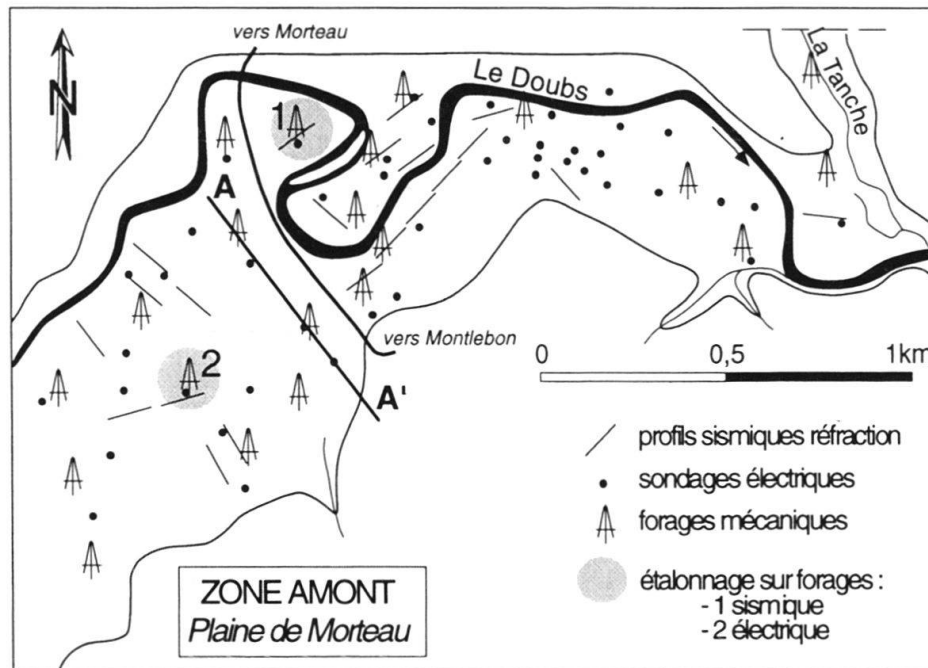 vers Morteau
N
1
Le Doubs
La Tanche
A
vers Montlebon
2
A'
0
0,5
1km
profils sismiques réfraction
sondages électriques
forages mécaniques
étalonnage sur forages :
- 1 sismique
- 2 électrique
ZONE AMONT
Plaine de Morteau